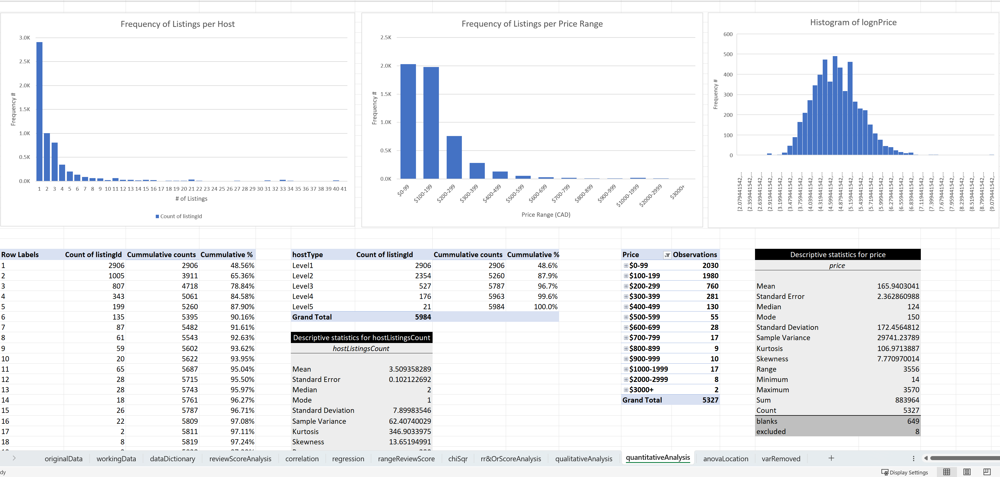 Frequency of Listings per Host
3.0K
2.5K
2.0K
1.5K
1.0K
0.5K
0.0K
Frequency #
1 2 3 4 5 6 7 8 9 10 11 12 13 14 15 16 17 18 19 20 21 22 23 24 25 26 27 28 29 30 31 32 33 34 35 36 37 38 39 40 41
# of Listings
Count of listingId
Frequency of Listings per Price Range
2.5K
2.0K
1.5K
1.0K
0.5K
0.0K
Frequency #
$0-99 $100-199 $200-299 $300-399 $400-499 $500-599 $600-699 $700-799 $800-899 $900-999 $1000-1999 $2000-2999 $3000+
Price Range (CAD)
Histogram of lognPrice
600
500
400
300
200
100
0
Frequency #
[2.079441542,...
(2.359441542,...
(2.639441542,...
(2.919441542,...
(3.199441542,...
(3.479441542,...
(3.759441542,...
(4.039441542,...
(4.319441542,...
(4.599441542,...
(4.879441542,...
(5.159441542,...
(5.439441542,...
(5.719441542,...
(5.999441542,...
(6.279441542,...
(6.559441542,...
(6.839441542,...
(7.119441542,...
(7.399441542,...
(7.679441542,...
(7.959441542,...
(8.239441542,...
(8.519441542,...
(8.799441542,...
(9.079441542,...
Row Labels Count of listingId Cummulative counts Cummulative %
1 2906 2906 48.56%
2 1005 3911 65.36%
3 807 4718 78.84%
4 343 5061 84.58%
5 199 5260 87.90%
6 135 5395 90.16%
7 87 5482 91.61%
8 61 5543 92.63%
9 59 5602 93.62%
10 20 5622 93.95%
11 65 5687 95.04%
12 28 5715 95.50%
13 28 5743 95.97%
14 18 5761 96.27%
15 26 5787 96.71%
16 22 5809 97.08%
17 2 5811 97.11%
18 8 5819 97.24%
hostType Count of listingId Cummulative counts Cummulative %
Level1 2906 2906 48.6%
Level2 2354 5260 87.9%
Level3 527 5787 96.7%
Level4 176 5963 99.6%
Level5 21 5984 100.0%
Grand Total 5984
Descriptive statistics for hostListingsCount
hostListingsCount
Mean 3.509358289
Standard Error 0.102122692
Median 2
Mode 1
Standard Deviation 7.89983546
Sample Variance 62.40740029
Kurtosis 346.9033975
Skewness 13.65194991
Price Observations
$0-99 2030
$100-199 1980
$200-299 760
$300-399 281
$400-499 130
$500-599 55
$600-699 28
$700-799 17
$800-899 9
$900-999 10
$1000-1999 17
$2000-2999 8
$3000+ 2
Grand Total 5327
Descriptive statistics for price
price
Mean 165.9403041
Standard Error 2.362860988
Median 124
Mode 150
Standard Deviation 172.4564812
Sample Variance 29741.23789
Kurtosis 106.9713887
Skewness 7.770970014
Range 3556
Minimum 14
Maximum 3570
Sum 883964
Count 5327
blanks 649
excluded 8
originalData workingData dataDictionary reviewScoreAnalysis correlation regression rangeReviewScore chiSqr rr&OrScoreAnalysis qualitativeAnalysis quantitativeAnalysis anovaLocation varRemoved
dy Display Settings